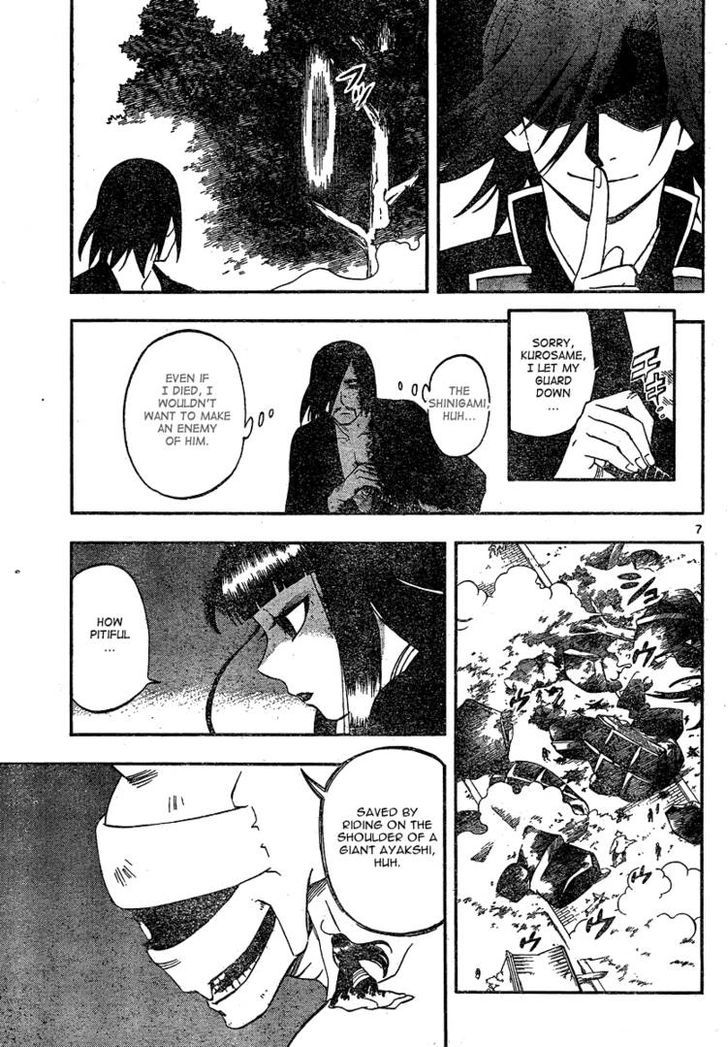 SORRY,
KUROSAME,
I LET MY
GUARD
DOWN
...
THE
SHINIGAMI,
HUH...
EVEN IF
I DIED, I
WOULDN'T
WANT TO MAKE
AN ENEMY
OF HIM.
7
HOW
PITIFUL
...
SAVED BY
RIDING ON THE
SHOULDER OF A
GIANT AYAKSHI,
HUH.